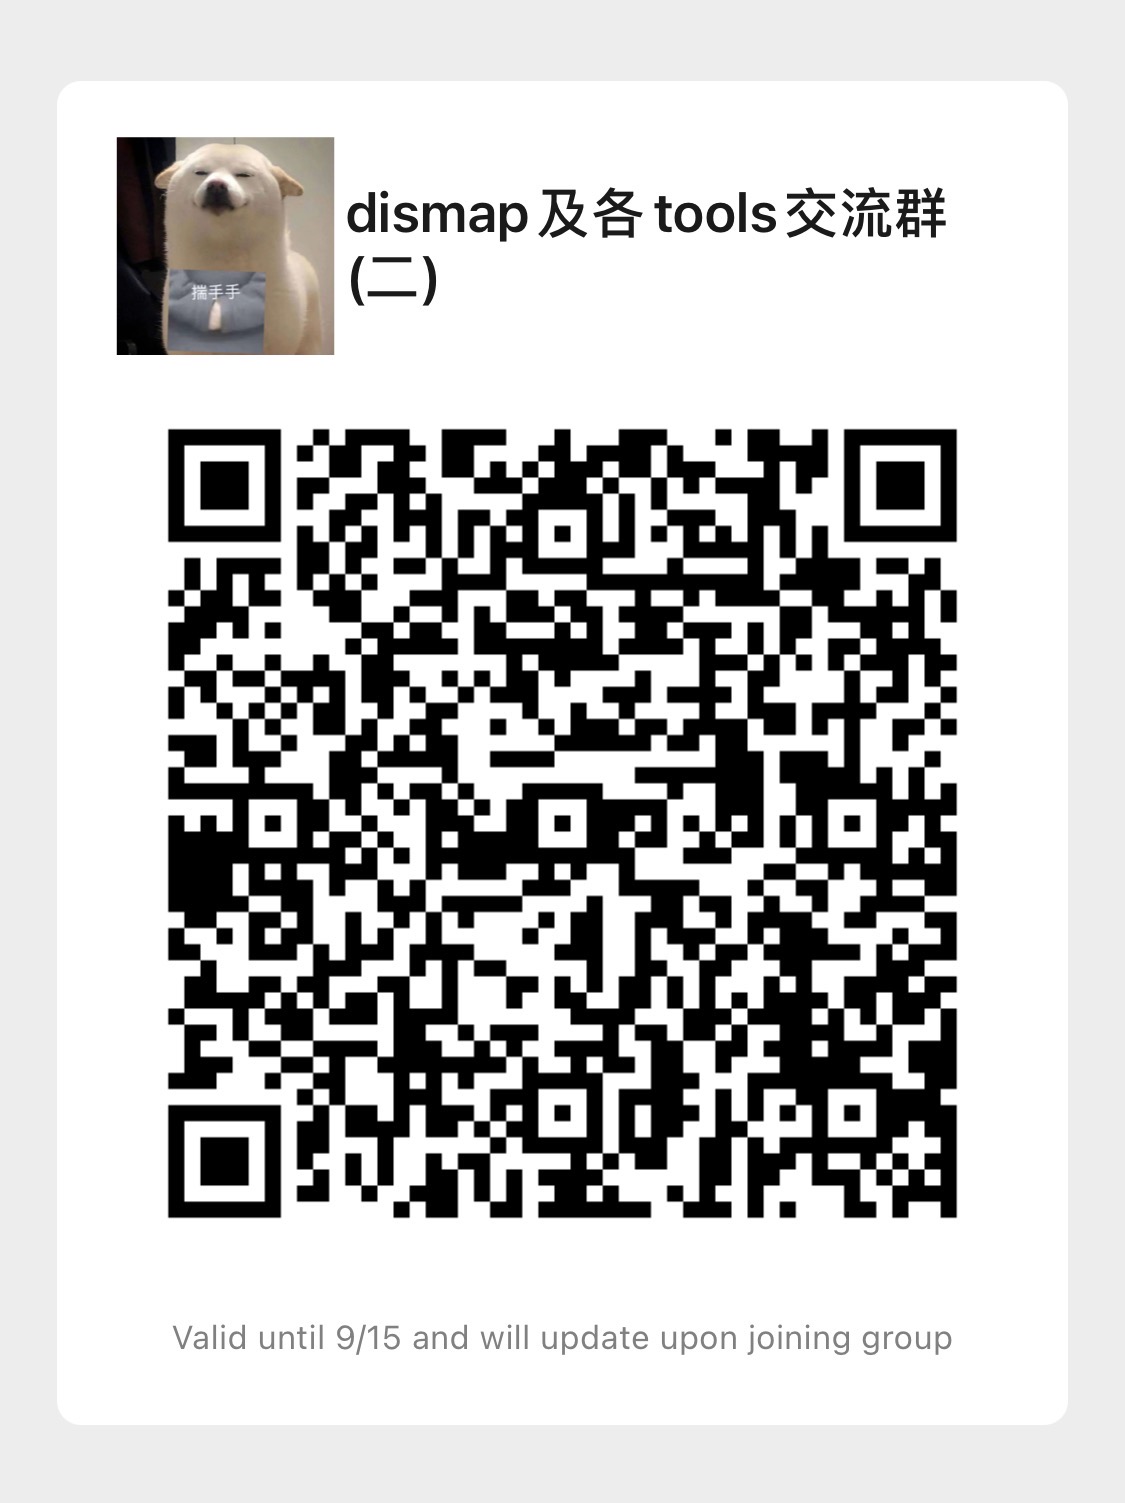 dismap及各tools交流群
(二)
揣手手
Valid until 9/15 and will update upon joining group